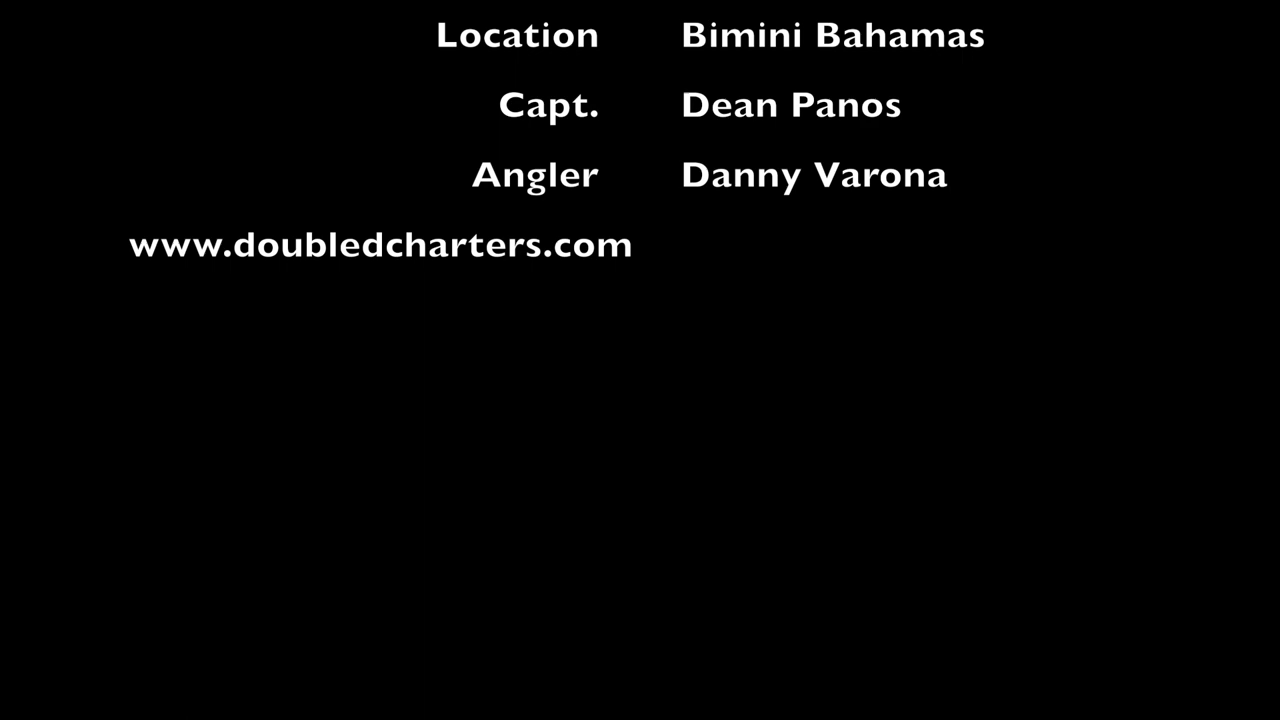 Location Bimini Bahamas
Capt. Dean Panos
Angler Danny Varona
www.doubledcharters.com